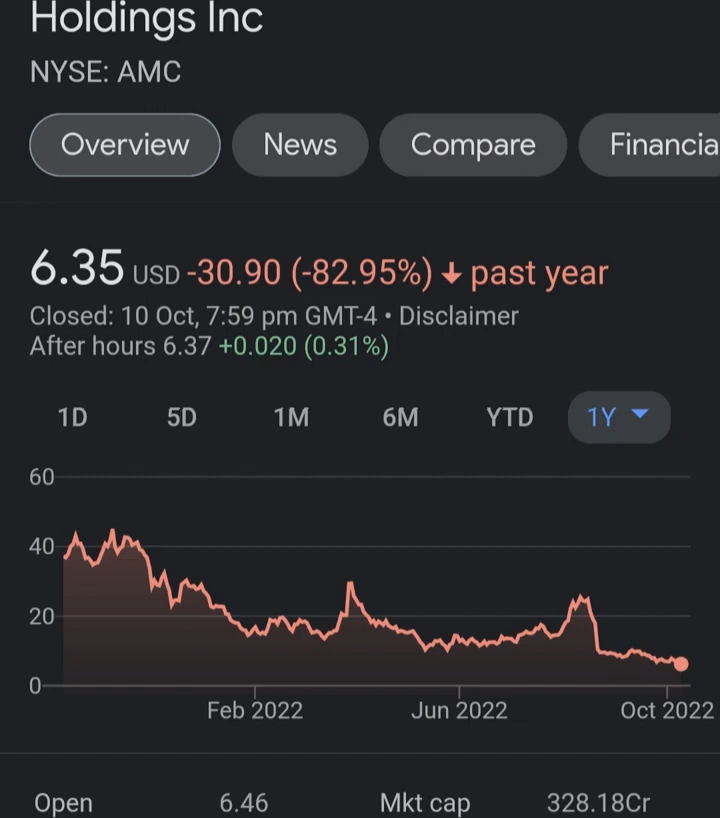 Holdings Inc
NYSE: AMC
Overview News Compare Financia
6.35 USD -30.90 (-82.95%) ↓ past year
Closed: 10 Oct, 7:59 pm GMT-4 • Disclaimer
After hours 6.37 +0.020 (0.31%)
1D 5D 1M 6M YTD 1Y
60
40
20
0
Feb 2022 Jun 2022 Oct 2022
Open 6.46 Mkt cap 328.18Cr